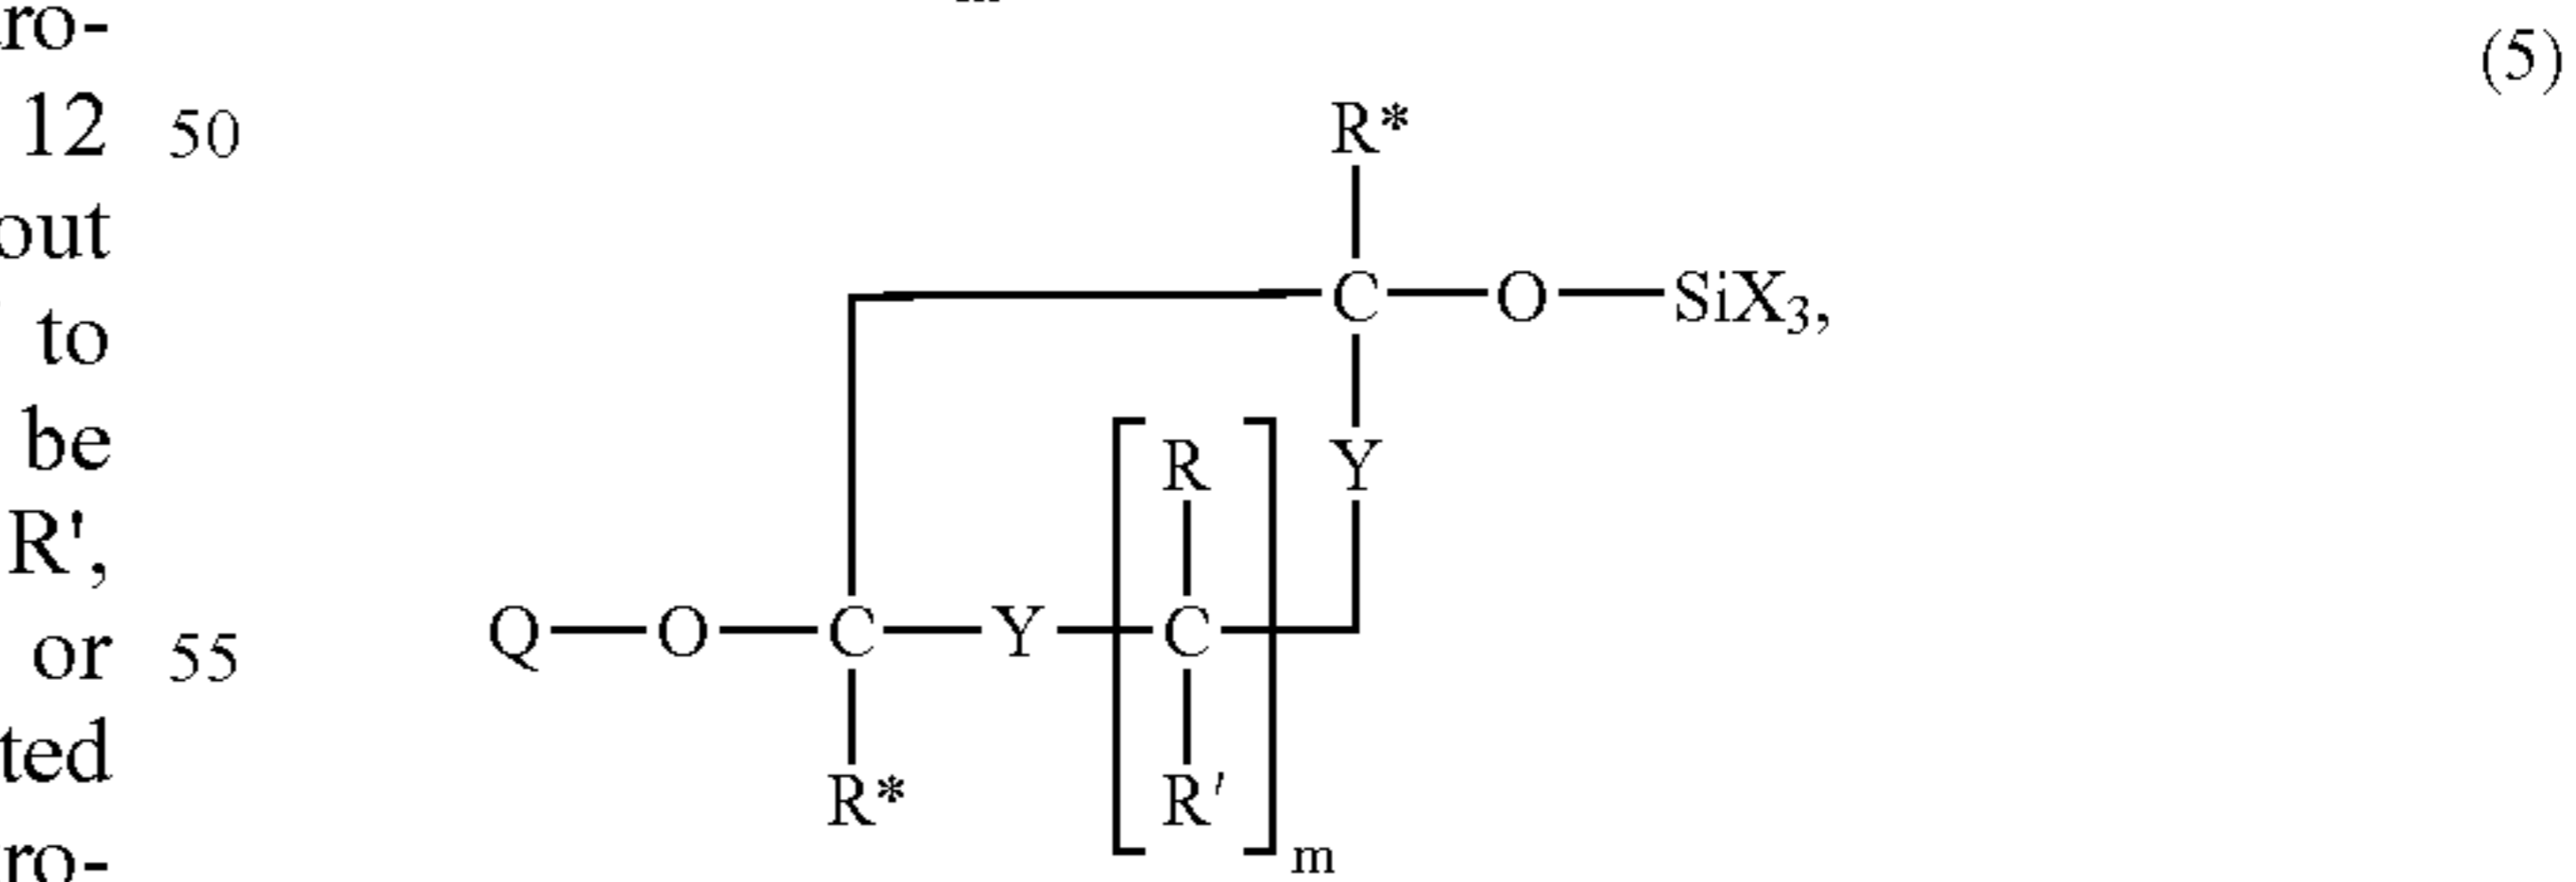 ro-
m
(5)
12 50
R*
out
C O SiX3,
to
be
R Y
R',
or 55
Q O C Y C
ted
R* R'
m
ro-